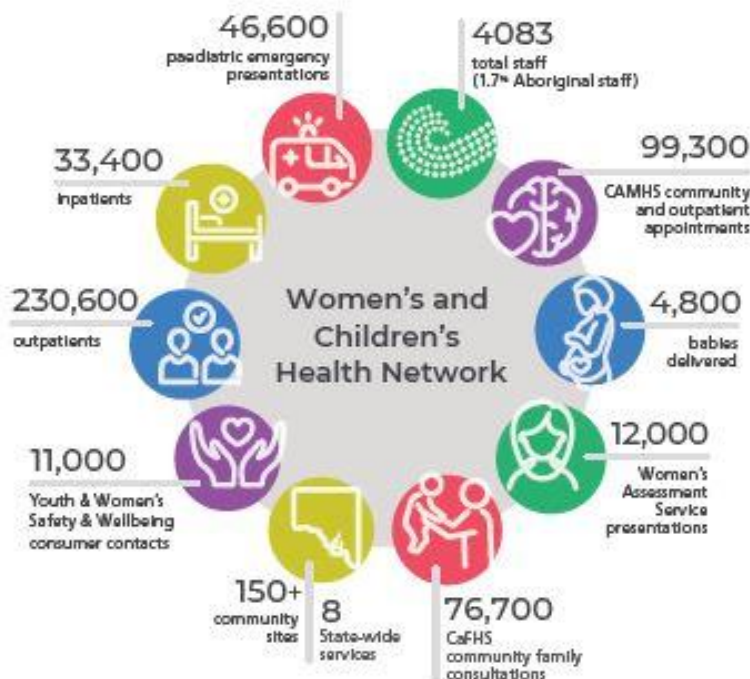 46,600
paediatric emergency
presentations
4083
total staff
(1.7% Aboriginal staff)
33,400
inpatients
99,300
CAMHS community
and outpatient
appointments
230,600
outpatients
Women's and
Children's
Health Network
4,800
babies
delivered
11,000
Youth & Women's
Safety & Wellbeing
consumer contacts
12,000
Women's
Assessment
Service
presentations
150+
community
sites
8
State-wide
services
76,700
CaFHS
community family
consultations